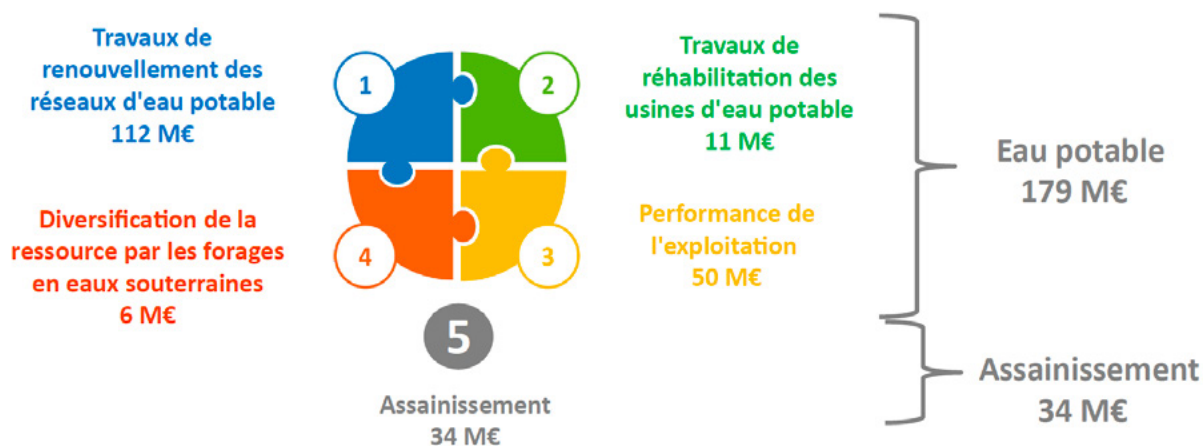 Travaux de
renouvellement des
réseaux d'eau potable
112 M€
1
2
Travaux de
réhabilitation des
usines d'eau potable
11 M€
Diversification de la
ressource par les forages
en eaux souterraines
6 M€
4
3
Performance de
l'exploitation
50 M€
5
Assainissement
34 M€
Eau potable
179 M€
Assainissement
34 M€